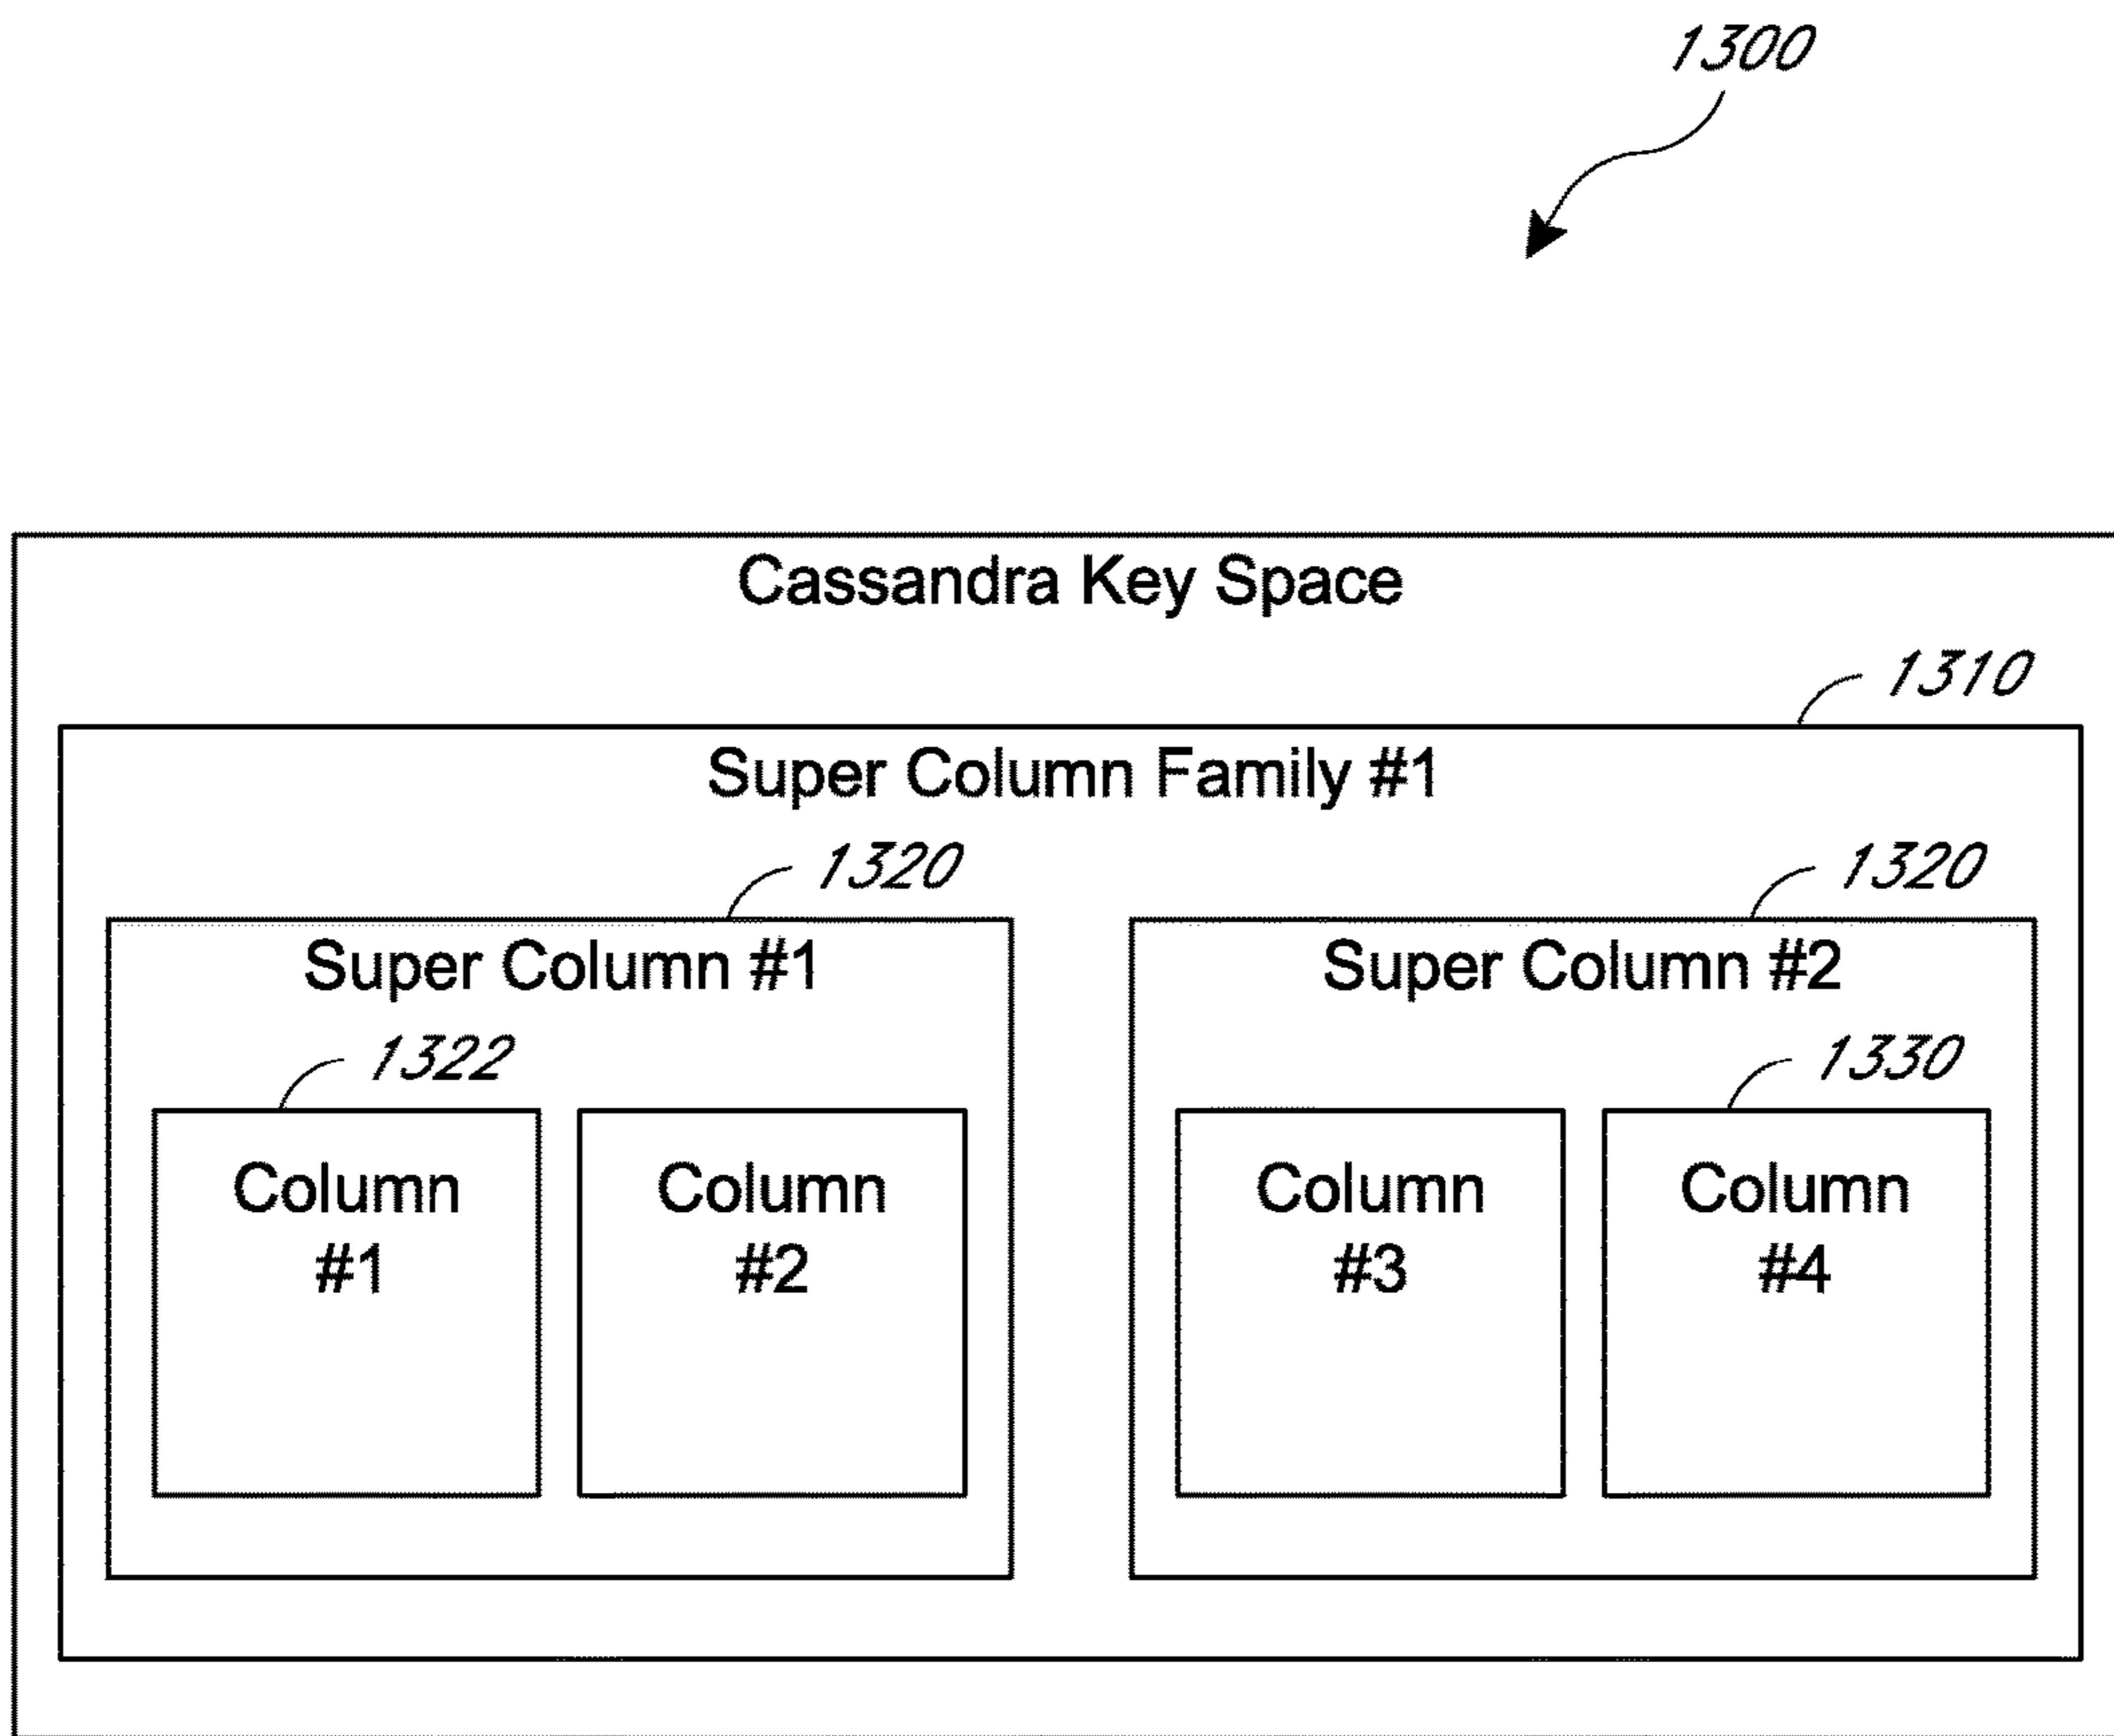 1300
Cassandra Key Space
1310
Super Column Family #1
1320
1320
Super Column #1
Super Column #2
1322
1330
Column
#1
Column
#2
Column
#3
Column
#4